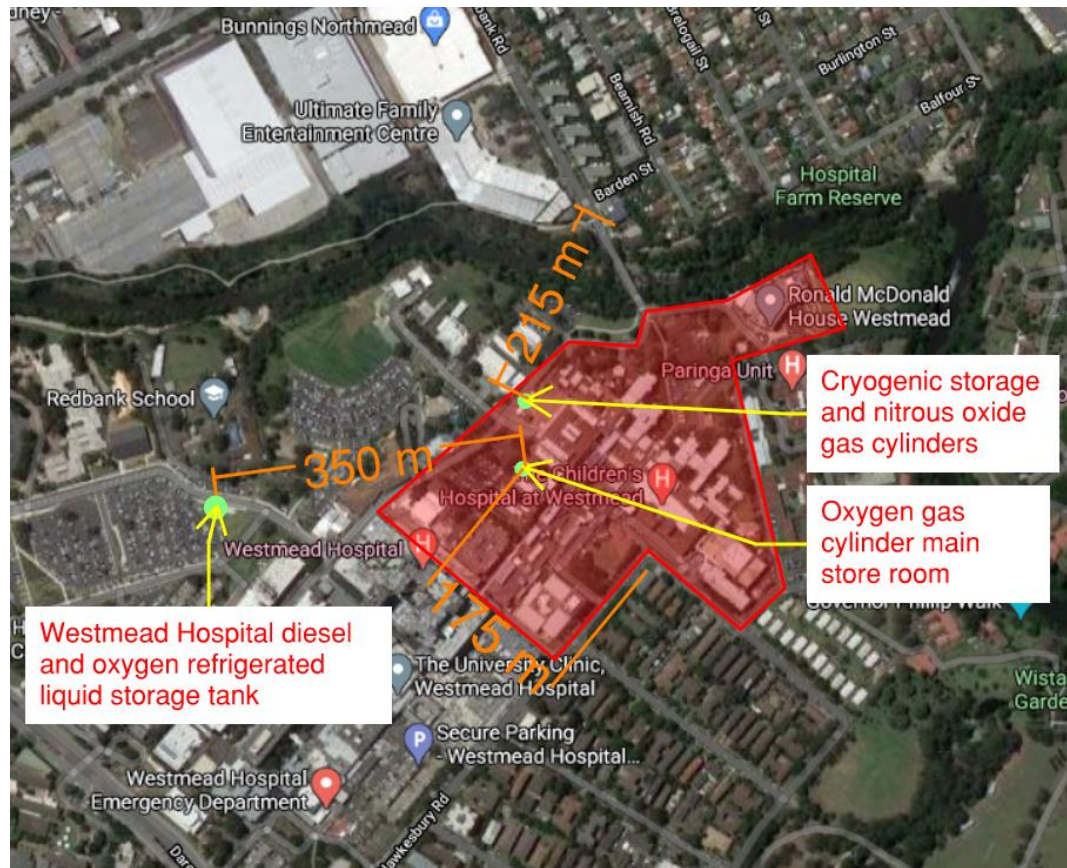 Bunnings Northmead
Ultimate Family
Entertainment Centre
Beamish Rd
Burlington St
Balfour St
Barden St
Hospital
Farm Reserve
215 m
Ronald McDonald
House Westmead
Paringa Unit
Redbank School
Cryogenic storage
and nitrous oxide
gas cylinders
350 m
Children's
Hospital at Westmead
Oxygen gas
cylinder main
store room
Westmead Hospital
175 m
Westmead Hospital diesel
and oxygen refrigerated
liquid storage tank
The University Clinic,
Westmead Hospital
Secure Parking
- Westmead Hospital...
Westmead Hospital
Emergency Department